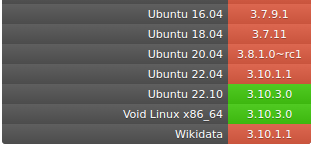 Ubuntu 16.04 3.7.9.1
Ubuntu 18.04 3.7.11
Ubuntu 20.04 3.8.1.0~rc1
Ubuntu 22.04 3.10.1.1
Ubuntu 22.10 3.10.3.0
Void Linux x86_64 3.10.3.0
Wikidata 3.10.1.1